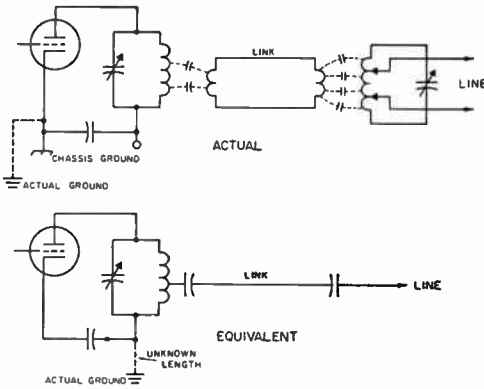 LINK
LINE
CHASSIS GROUND
ACTUAL
ACTUAL GROUND
LINK
LINE
EQUIVALENT
UNKNOWN
LENGTH
ACTUAL GROUND